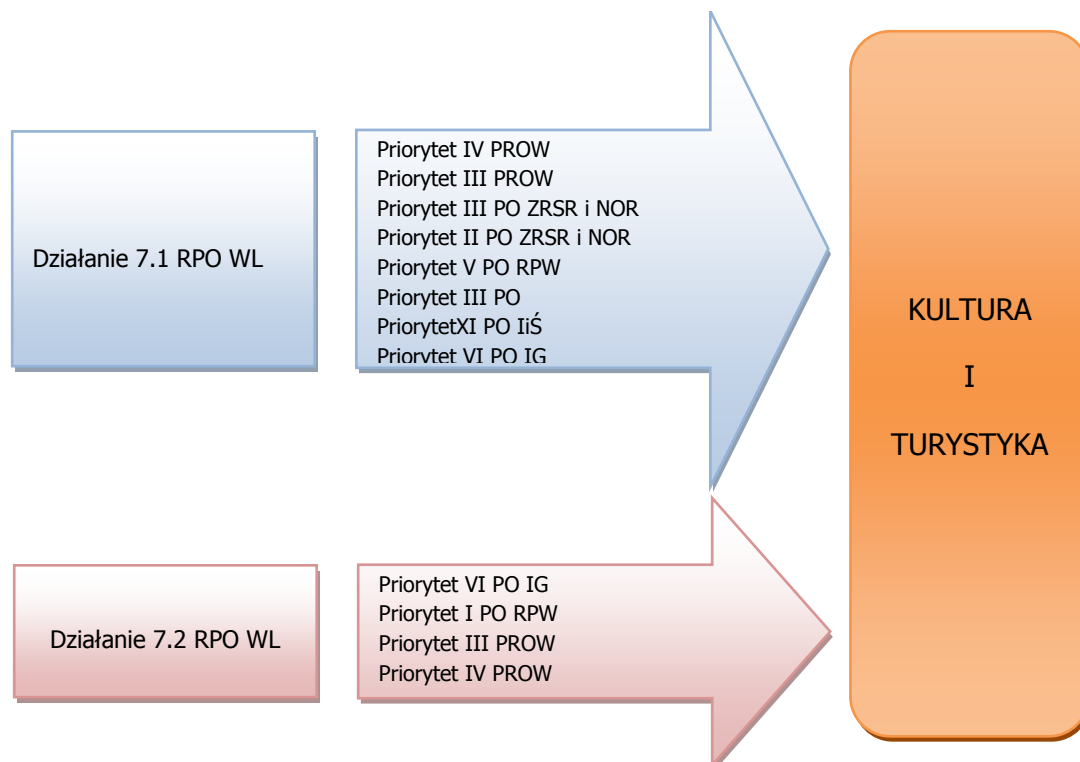 Działanie 7.1 RPO WL
Priorytet IV PROW
Priorytet III PROW
Priorytet III PO ZRSR i NOR
Priorytet II PO ZRSR i NOR
Priorytet V PO RPW
Priorytet III PO
PriorytetXI PO IiŚ
Priorytet VI PO IG
KULTURA
I
TURYSTYKA
Działanie 7.2 RPO WL
Priorytet VI PO IG
Priorytet I PO RPW
Priorytet III PROW
Priorytet IV PROW